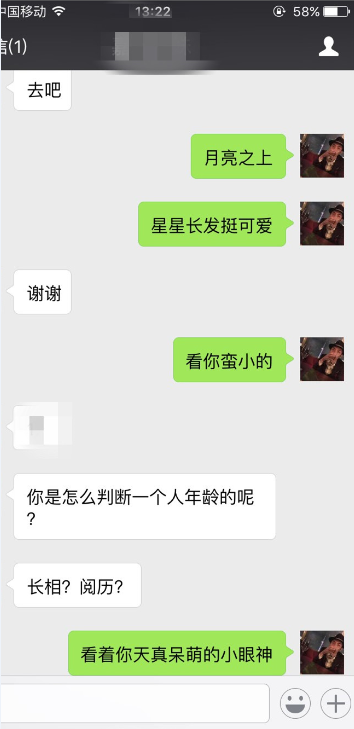 中国移动 13:22 58%
信(1)
去吧
月亮之上
星星长发挺可爱
谢谢
看你蛮小的
你是怎么判断一个人年龄的呢
?
长相？阅历？
看着你天真呆萌的小眼神